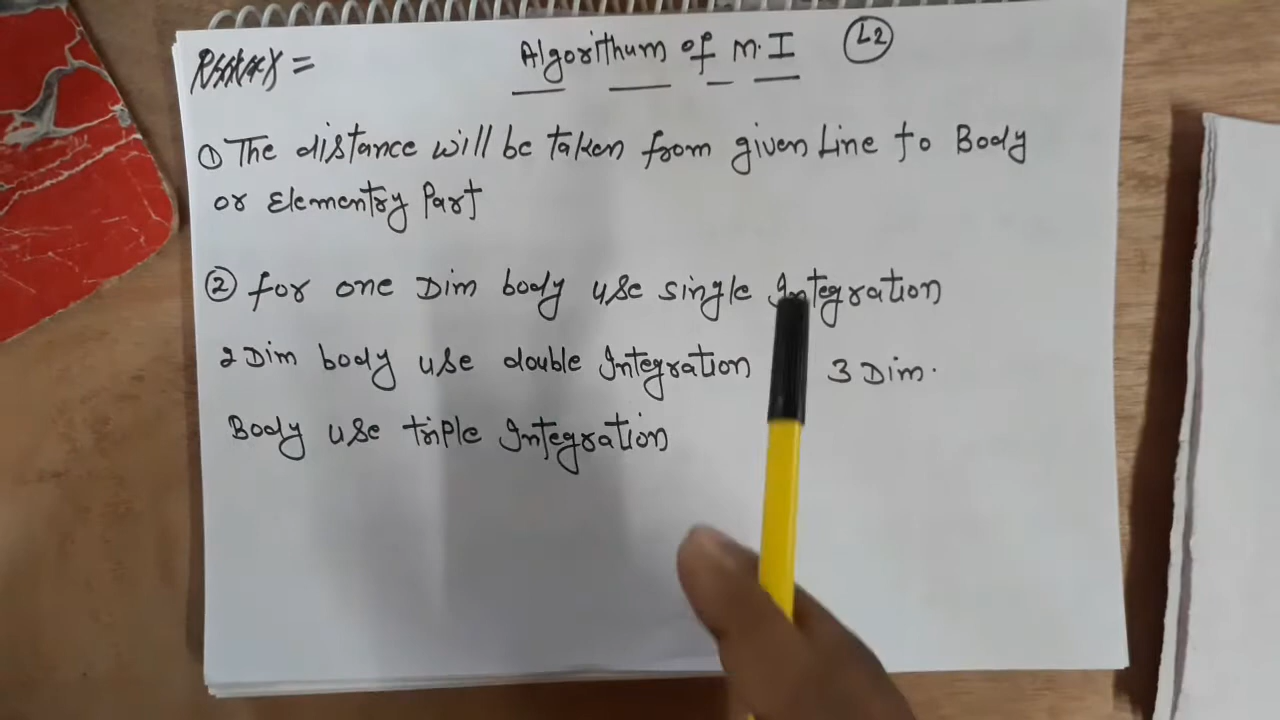 Algorithum of M.I L2
① The distance will be taken from given Line to Body
or Elementry Part
② for one Dim body use single Integration
2 Dim body use double Integration 3 Dim.
Body use triple Integration